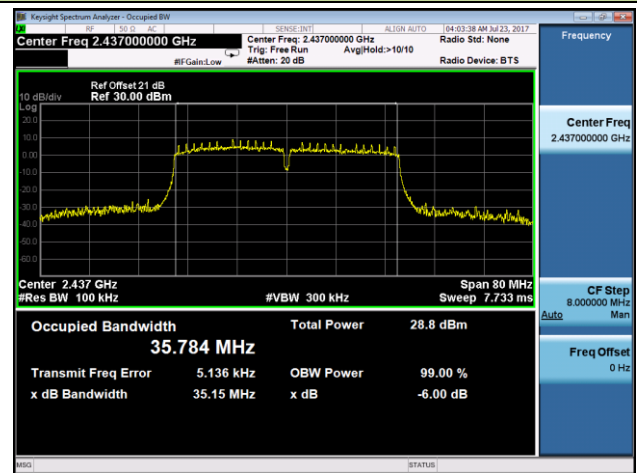 Keysight Spectrum Analyzer - Occupied BW
RF 50 Ω AC SENSE:INT ALIGN AUTO 04:03:38 AM Jul 23, 2017
Center Freq 2.437000000 GHz Center Freq: 2.437000000 GHz Radio Std: None
Trig: Free Run Avg|Hold:>10/10
#IFGain:Low #Atten: 20 dB Radio Device: BTS
Frequency
Ref Offset 21 dB
10 dB/div Ref 30.00 dBm
Log
20.0
10.0
0.00
-10.0
-20.0
-30.0
-40.0
-50.0
-60.0
Center Freq
2.437000000 GHz
Center 2.437 GHz Span 80 MHz
#Res BW 100 kHz #VBW 300 kHz Sweep 7.733 ms
CF Step
8.000000 MHz
Auto Man
Occupied Bandwidth Total Power 28.8 dBm
35.784 MHz
Freq Offset
0 Hz
Transmit Freq Error 5.136 kHz OBW Power 99.00 %
x dB Bandwidth 35.15 MHz x dB -6.00 dB
MSG STATUS